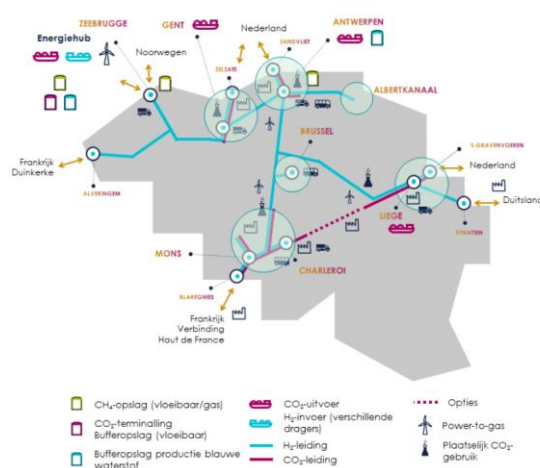 ZEEBRUGGE
GENT
Nederland
ANTWERPEN
Energiehub
Noorwegen
ZANDVLIET
ZELZATE
ALBERTKANAAL
BRUSSEL
'S-GRAVENVOEREN
Nederland
Frankrijk
Duinkerke
ALVERINGEM
Duitsland
LIEGE
EYNATTEN
MONS
CHARLEROI
BLAREGNIES
Frankrijk
Verbinding
Haut de France
CH₄-opslag (vloeibaar/gas)
CO₂-terminalling
Bufferopslag (vloeibaar)
Bufferopslag productie blauwe
waterstof
CO₂-uitvoer
H₂-invoer (verschillende
dragers)
H₂-leiding
CO₂-leiding
Opties
Power-to-gas
Plaatselijk CO₂-
gebruik